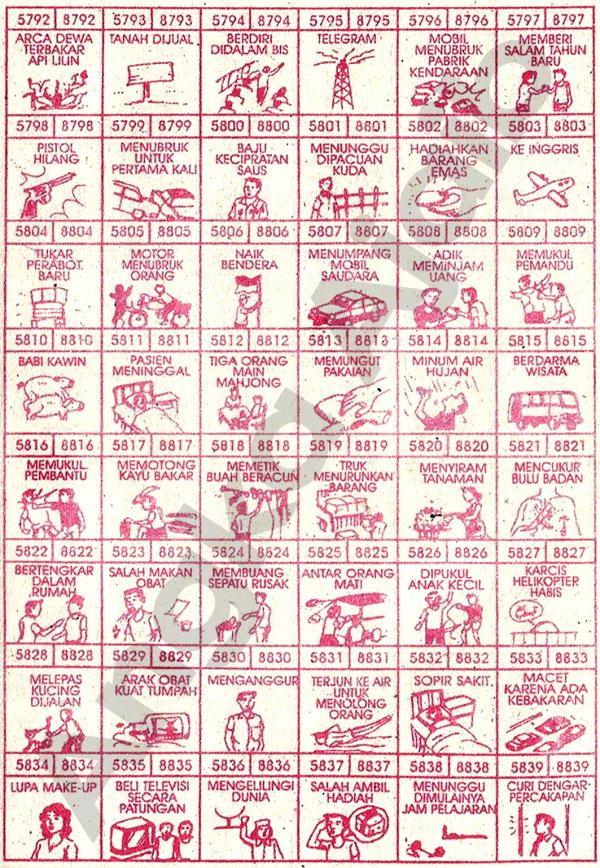 5792 8792 5793 8793 5794 8794 5795 8795 5796 8796 5797 8797
ARCA DEWA
TERBAKAR
API LILIN
TANAH DIJUAL
BERDIRI
DIDALAM BIS
TELEGRAM
MOBIL
MENUBRUK
PABRIK
KENDARAAN
MEMBERI
SALAM TAHUN
BARU
5798 8798 5799 8799 5800 8800 5801 8801 5802 8802 5803 8803
PISTOL
HILANG
MENUBRUK
UNTUK
PERTAMA KALI
BAJU
KECIPRATAN
SAUS
MENUNGGU
DIPACUAN
KUDA
HADIAHKAN
BARANG
EMAS
KE INGGRIS
5804 8804 5805 8805 5806 8806 5807 8807 5808 8808 5809 8809
TUKAR
PERABOT
BARU
MOTOR
MENUBRUK
ORANG
NAIK
BENDERA
MENUMPANG
MOBIL
SAUDARA
ADIK
MEMINJAM
UANG
MEMUKUL
PEMANDU
5810 8810 5811 8811 5812 8812 5813 8813 5814 8814 5815 8815
BABI KAWIN
PASIEN
MENINGGAL
TIGA ORANG
MAIN
MAHJONG
MEMUNGUT
PAKAIAN
MINUM AIR
HUJAN
BERDARMA
WISATA
5816 8816 5817 8817 5818 8818 5819 8819 5820 8820 5821 8821
MEMUKUL
PEMBANTU
MEMOTONG
KAYU BAKAR
MEMETIK
BUAH BERACUN
TRUK
MENURUNKAN
BARANG
MENYIRAM
TANAMAN
MENCUKUR
BULU BADAN
5822 8822 5823 8823 5824 8824 5825 8825 5826 8826 5827 8827
BERTENGKAR
DALAM
RUMAH
SALAH MAKAN
OBAT
MEMBUANG
SEPATU RUSAK
ANTAR ORANG
MATI
DIPUKUL
ANAK KECIL
KARCIS
HELIKOPTER
HABIS
5828 8828 5829 8829 5830 8830 5831 8831 5832 8832 5833 8833
MELEPAS
KUCING
DIJALAN
ARAK OBAT
KUAT TUMPAH
MENGANGGUR
TERJUN KE AIR
UNTUK
MENOLONG
ORANG
SOPIR SAKIT
MACET
KARENA ADA
KEBAKARAN
5834 8834 5835 8835 5836 8836 5837 8837 5838 8838 5839 8839
LUPA MAKE-UP
BELI TELEVISI
SECARA
PATUNGAN
MENGELILINGI
DUNIA
SALAH AMBIL
HADIAH
MENUNGGU
DIMULAINYA
JAM PELAJARAN
CURI DENGAR-
PERCAKAPAN